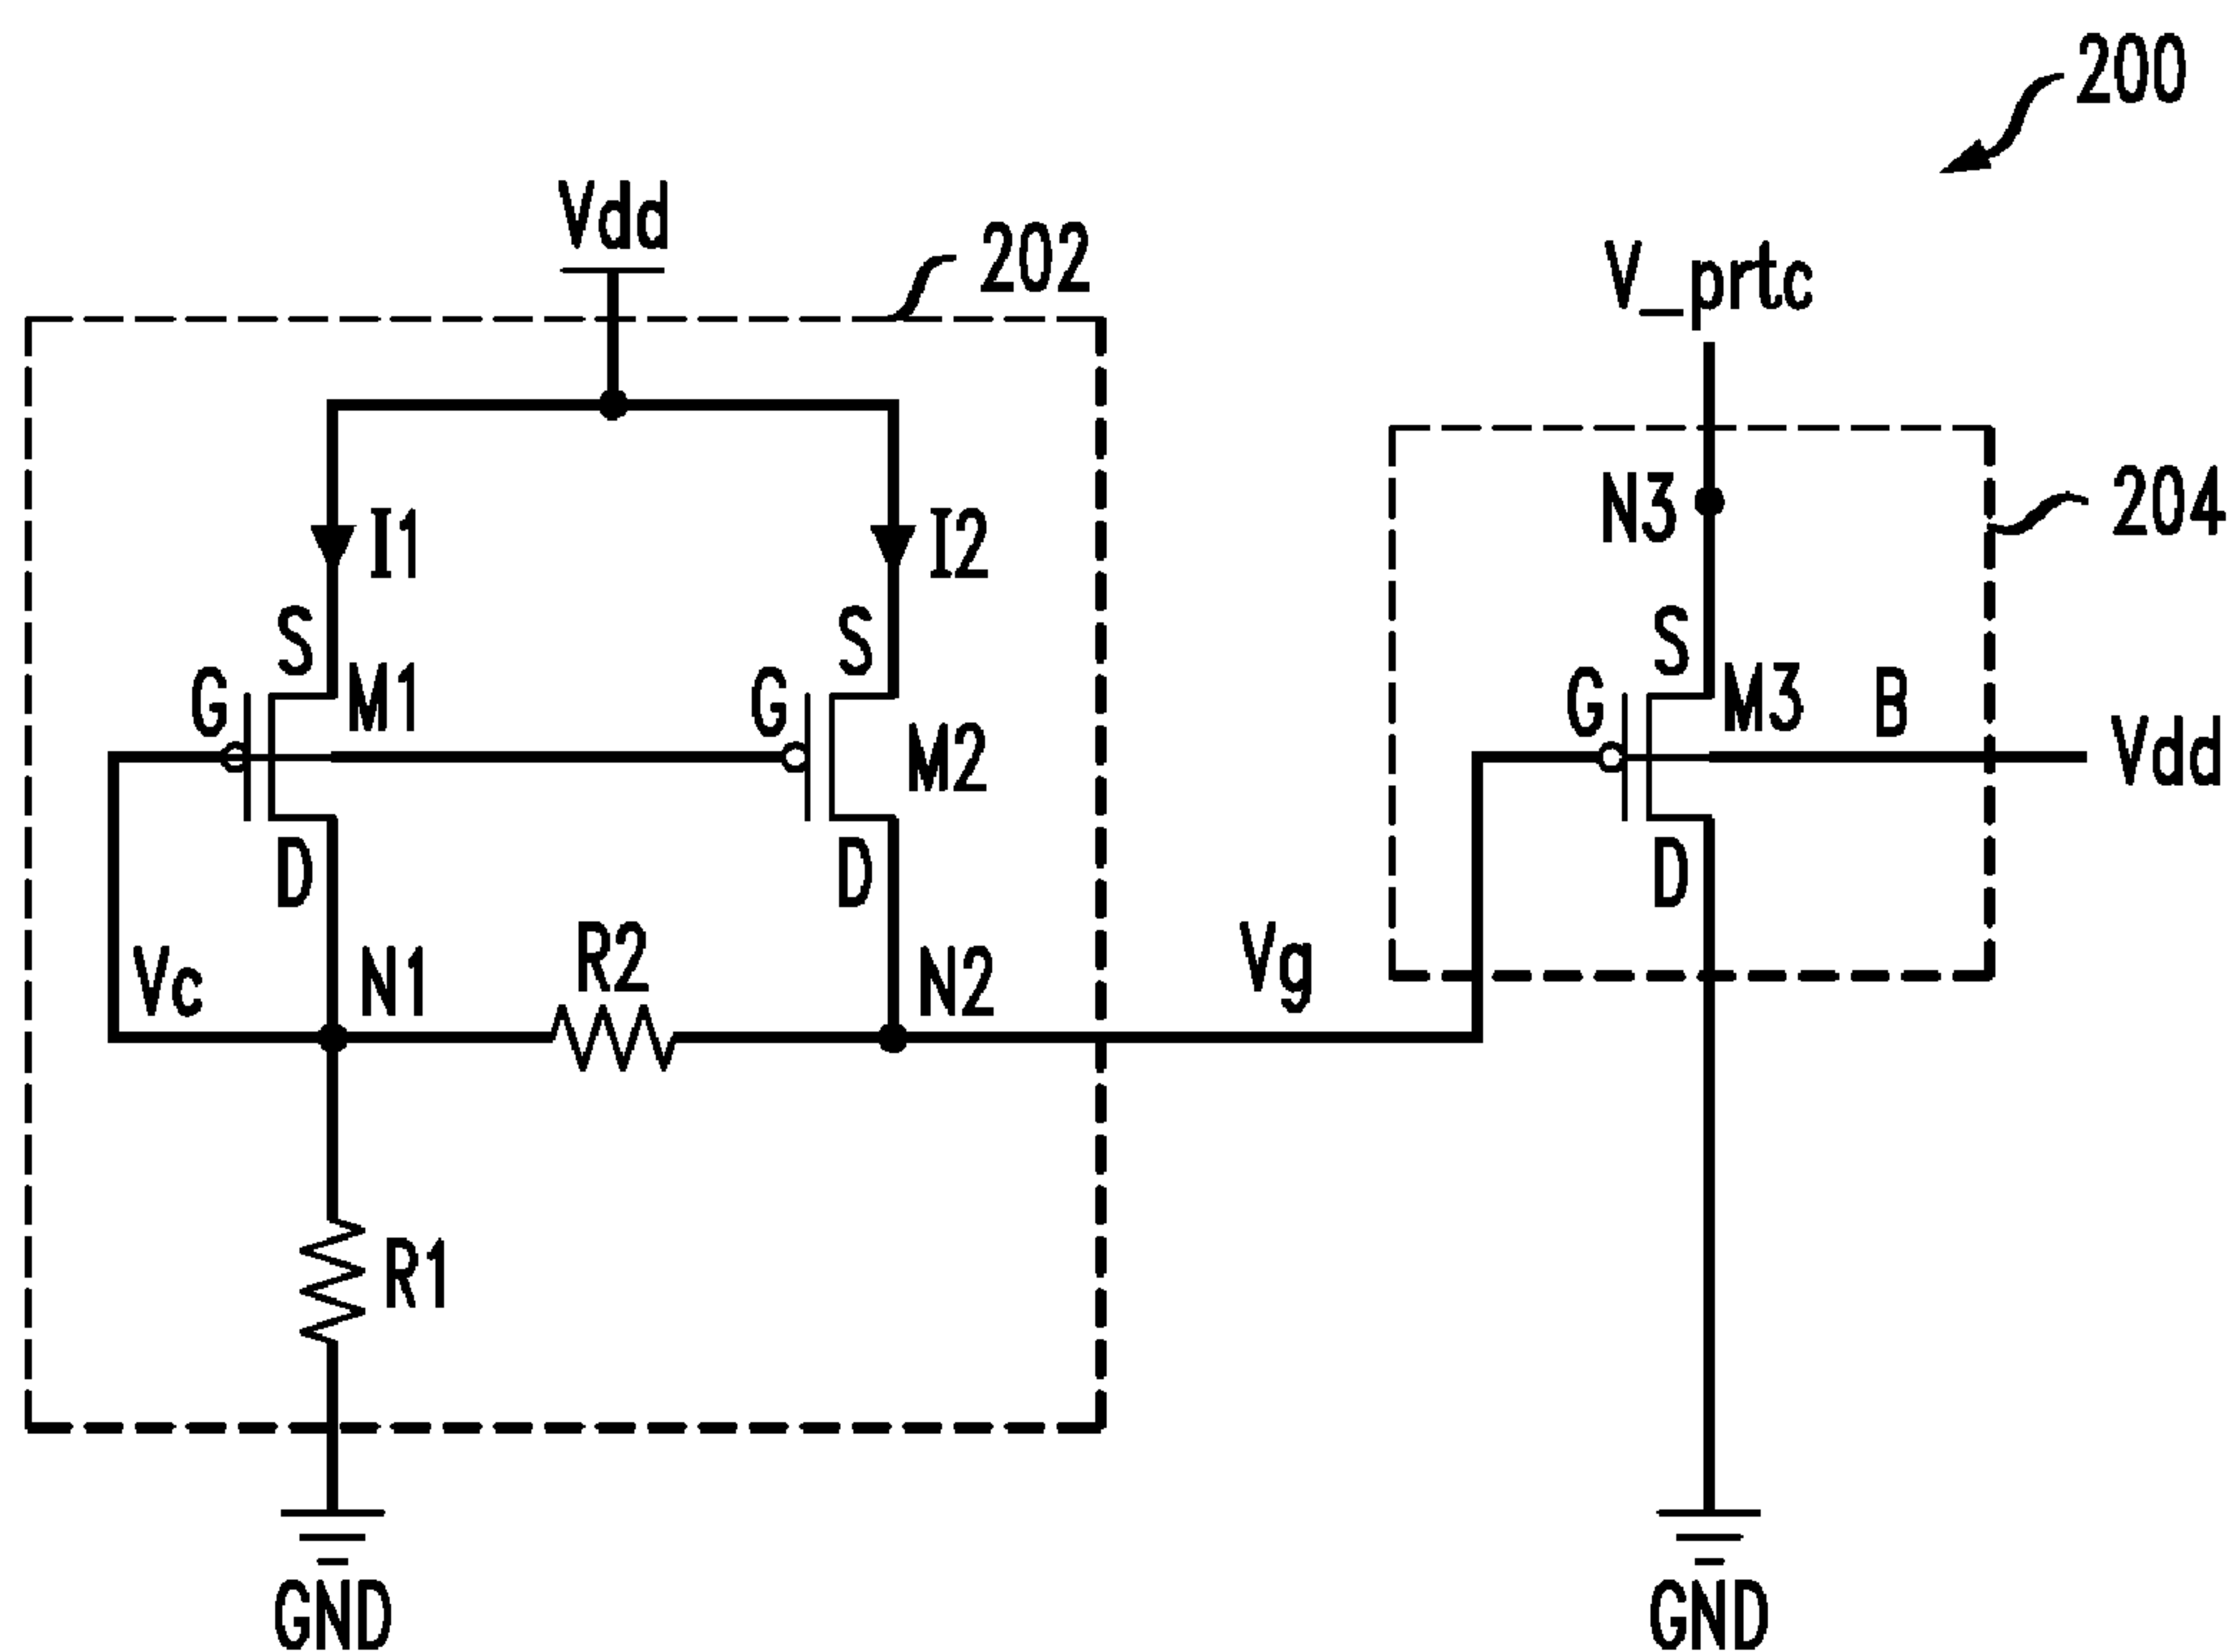 200
Vdd
202
V_prtc
N3
204
I1
I2
S
S
S
G
M1
G
M2
G
M3
B
Vdd
D
D
D
Vc
N1
R2
N2
Vg
R1
GND
GND